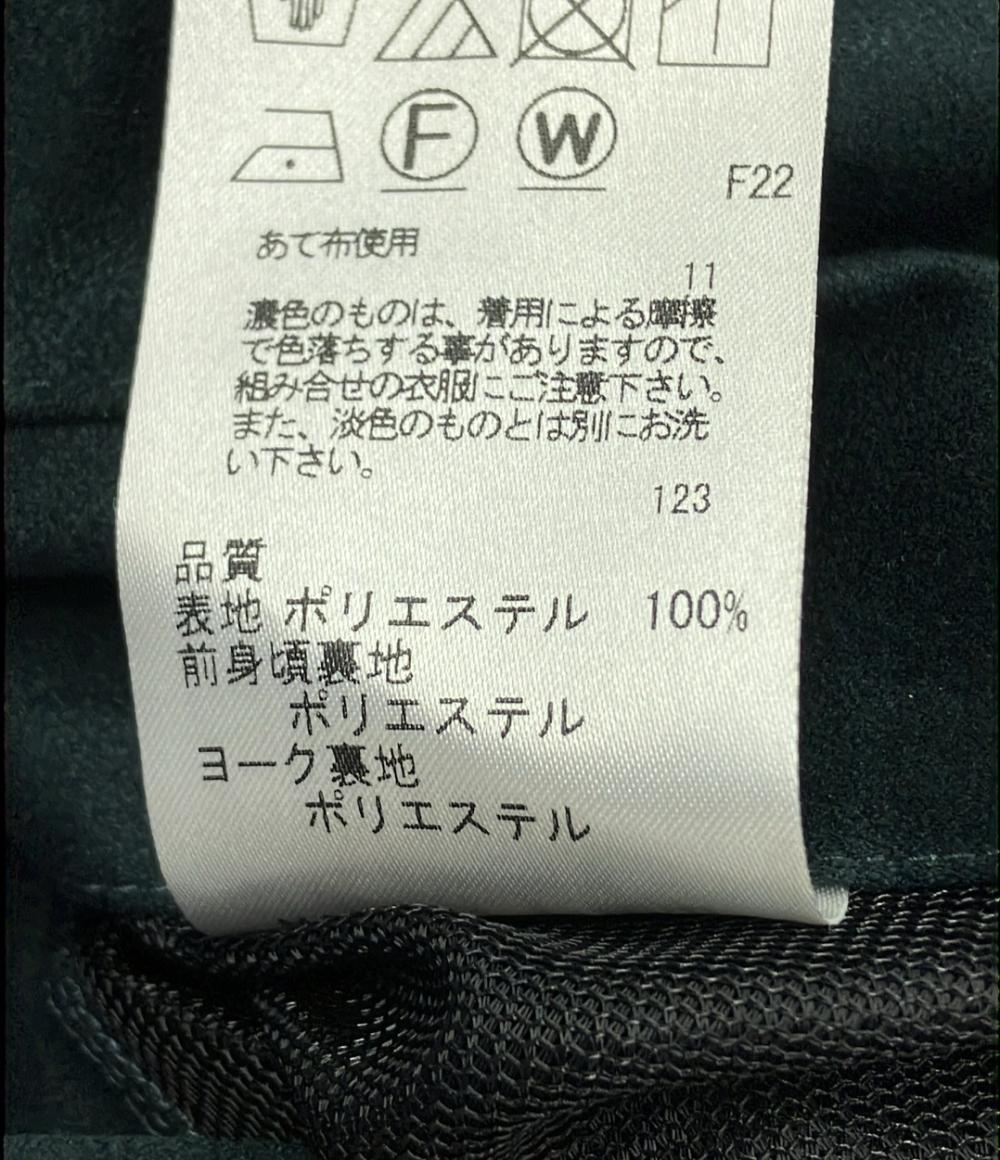 F W
F22
あて布使用
11
濃色のものは、着用による摩擦
で色落ちする事がありますので、
組み合せの衣服にご注意下さい。
また、淡色のものとは別にお洗
い下さい。
123
品質
表地 ポリエステル 100%
前身頃裏地
ポリエステル
ヨーク裏地
ポリエステル